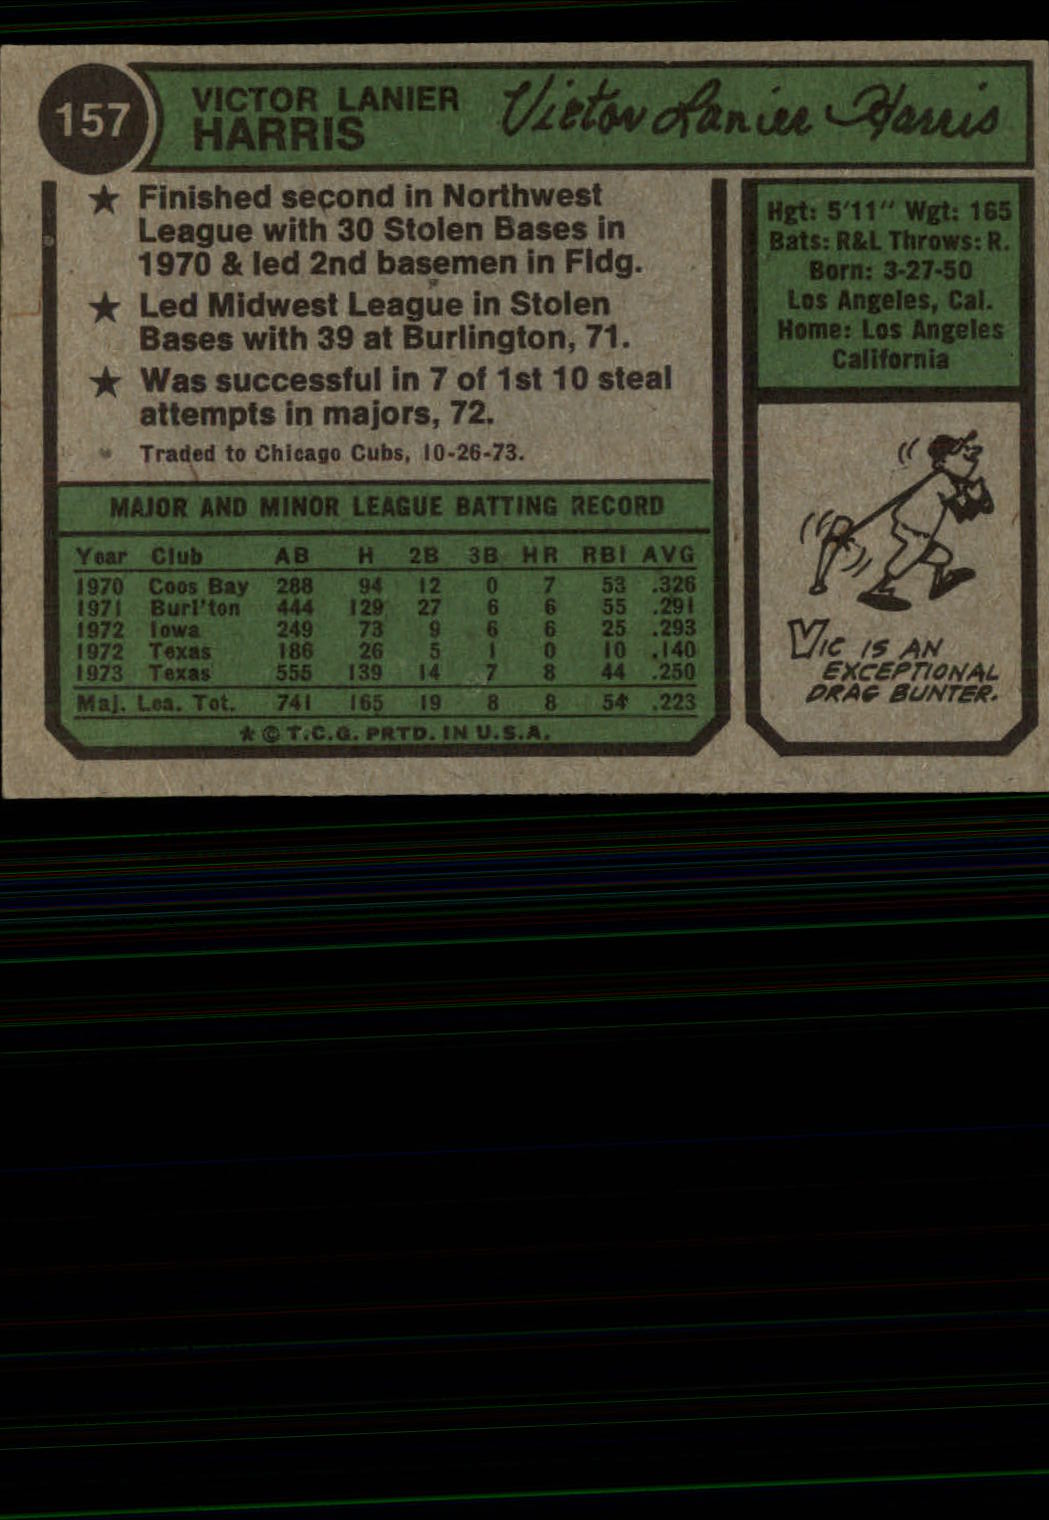 157
VICTOR LANIER
HARRIS
Victor Lanier Harris
★ Finished second in Northwest
League with 30 Stolen Bases in
1970 & led 2nd basemen in Fldg.
★ Led Midwest League in Stolen
Bases with 39 at Burlington, 71.
★ Was successful in 7 of 1st 10 steal
attempts in majors, 72.
Traded to Chicago Cubs, 10-26-73.
MAJOR AND MINOR LEAGUE BATTING RECORD
Year Club AB H 2B 3B HR RBI AVG
1970 Coos Bay 288 94 12 0 7 53 .326
1971 Burl'ton 444 129 27 6 6 55 .291
1972 Iowa 249 73 9 6 6 25 .293
1972 Texas 186 26 5 1 0 10 .140
1973 Texas 555 139 14 7 8 44 .250
Maj. Lea. Tot. 741 165 19 8 8 54 .223
★ © T.C.G. PRTD. IN U.S.A.
Hgt: 5'11" Wgt: 165
Bats: R&L Throws: R.
Born: 3-27-50
Los Angeles, Cal.
Home: Los Angeles
California
VIC IS AN
EXCEPTIONAL
DRAG BUNTER.